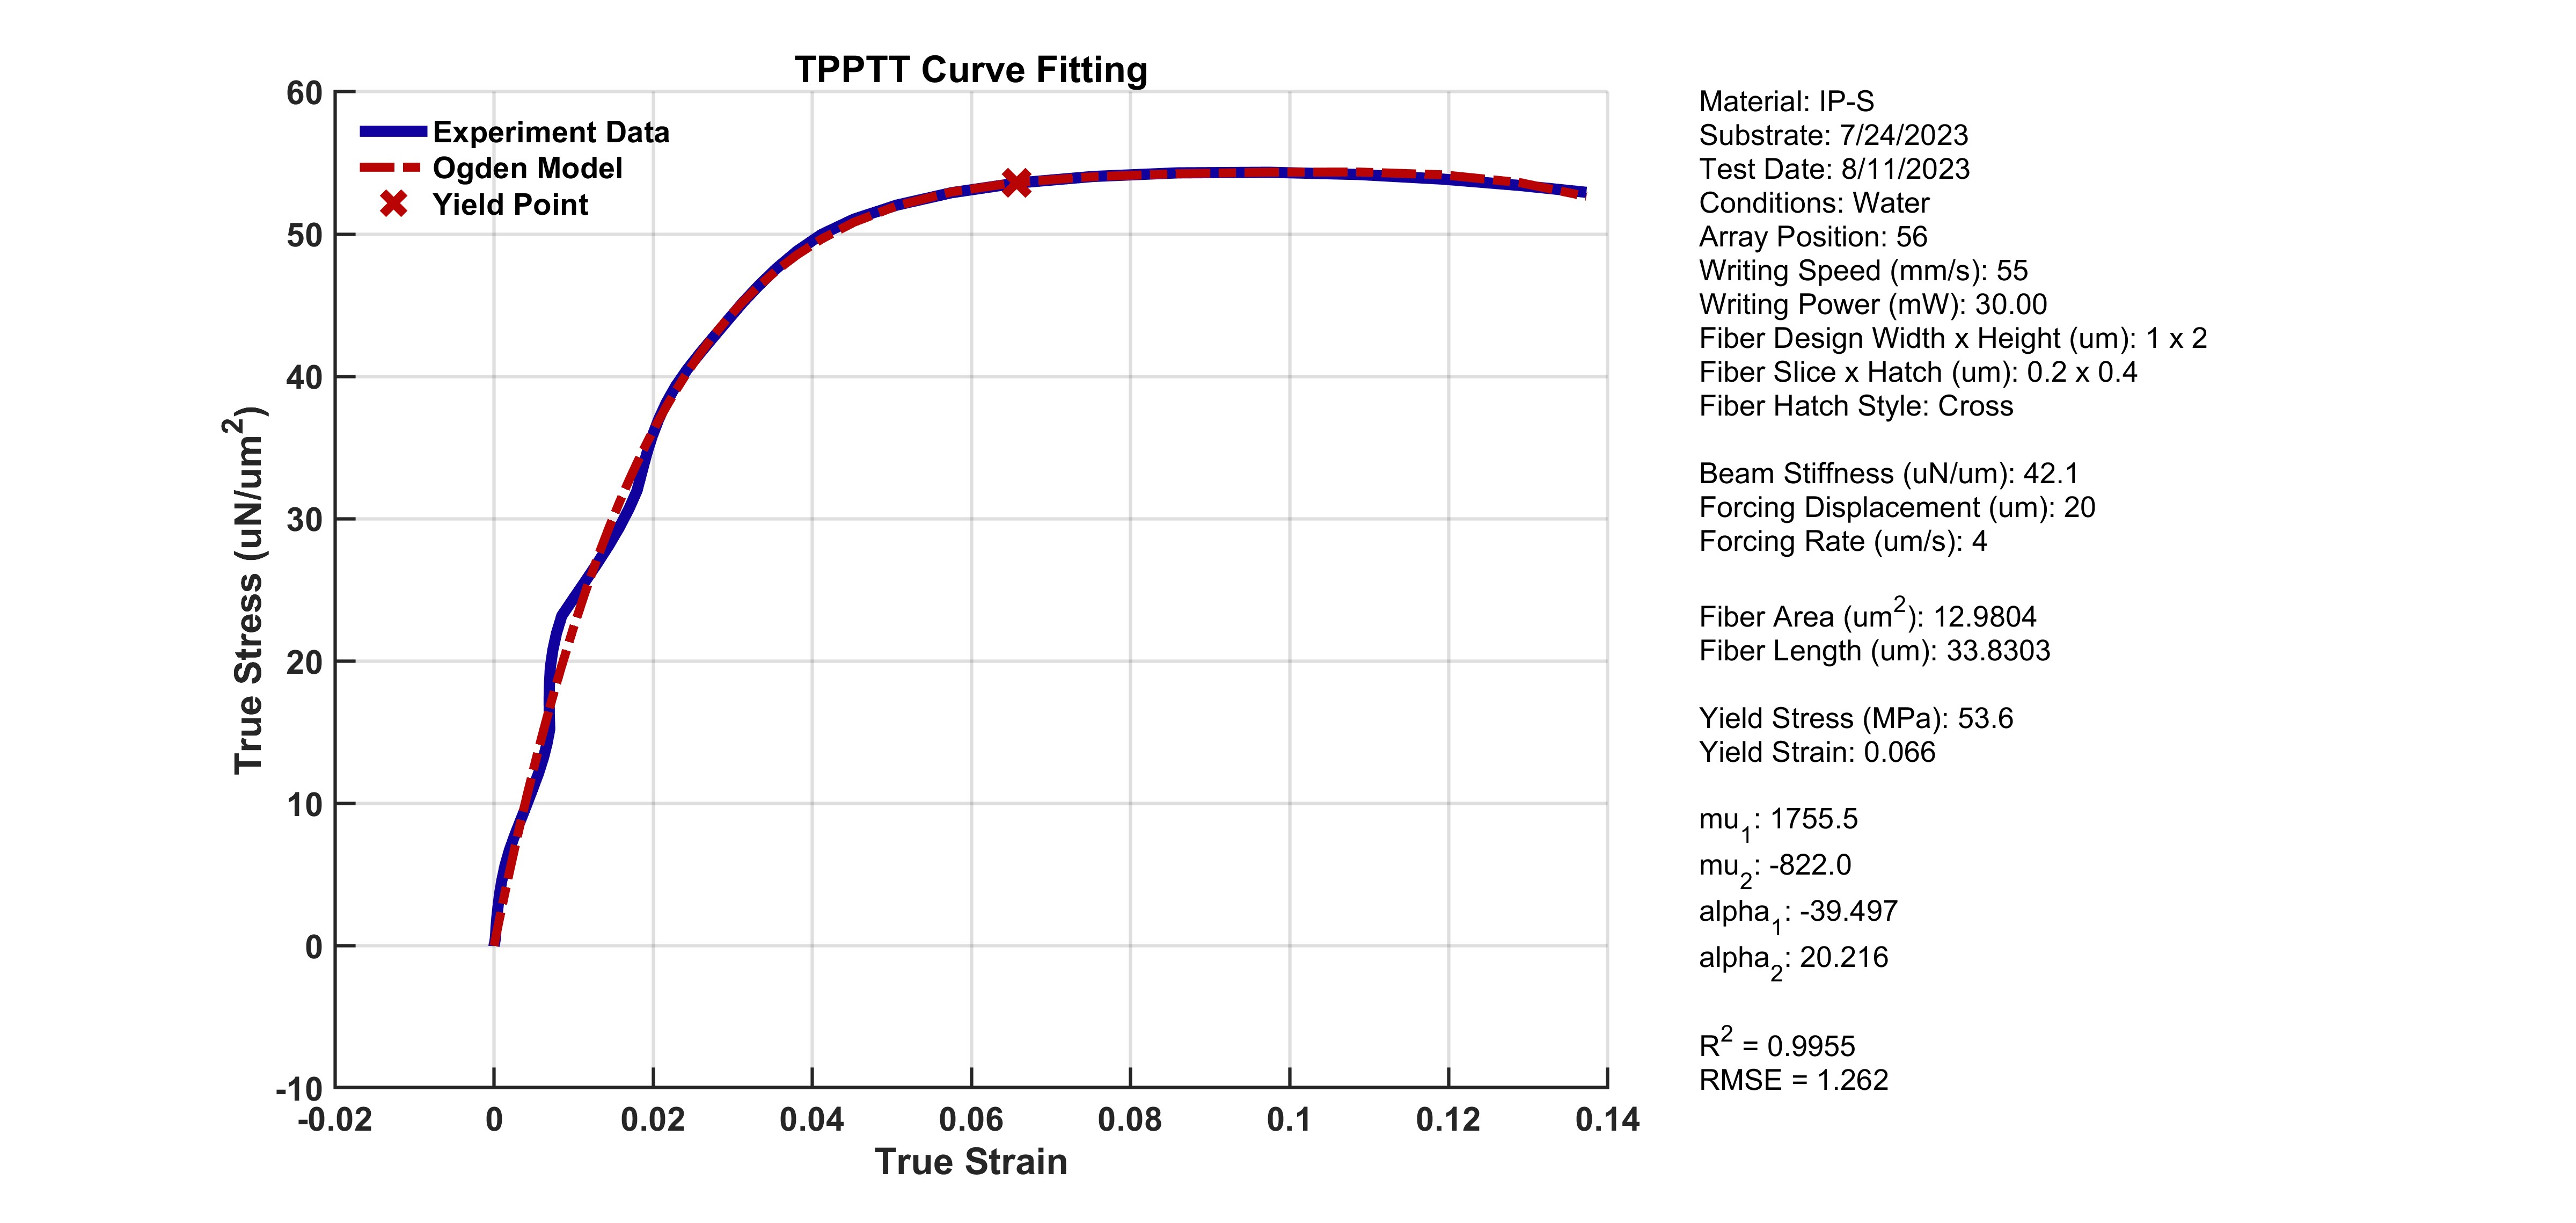 TPPTT Curve Fitting
60
50
40
30
20
10
0
-10
True Stress (uN/um²)
Experiment Data
Ogden Model
Yield Point
-0.02
0
0.02
0.04
0.06
0.08
0.1
0.12
0.14
True Strain
Material: IP-S
Substrate: 7/24/2023
Test Date: 8/11/2023
Conditions: Water
Array Position: 56
Writing Speed (mm/s): 55
Writing Power (mW): 30.00
Fiber Design Width x Height (um): 1 x 2
Fiber Slice x Hatch (um): 0.2 x 0.4
Fiber Hatch Style: Cross
Beam Stiffness (uN/um): 42.1
Forcing Displacement (um): 20
Forcing Rate (um/s): 4
Fiber Area (um²): 12.9804
Fiber Length (um): 33.8303
Yield Stress (MPa): 53.6
Yield Strain: 0.066
mu₁: 1755.5
mu₂: -822.0
alpha₁: -39.497
alpha₂: 20.216
R² = 0.9955
RMSE = 1.262